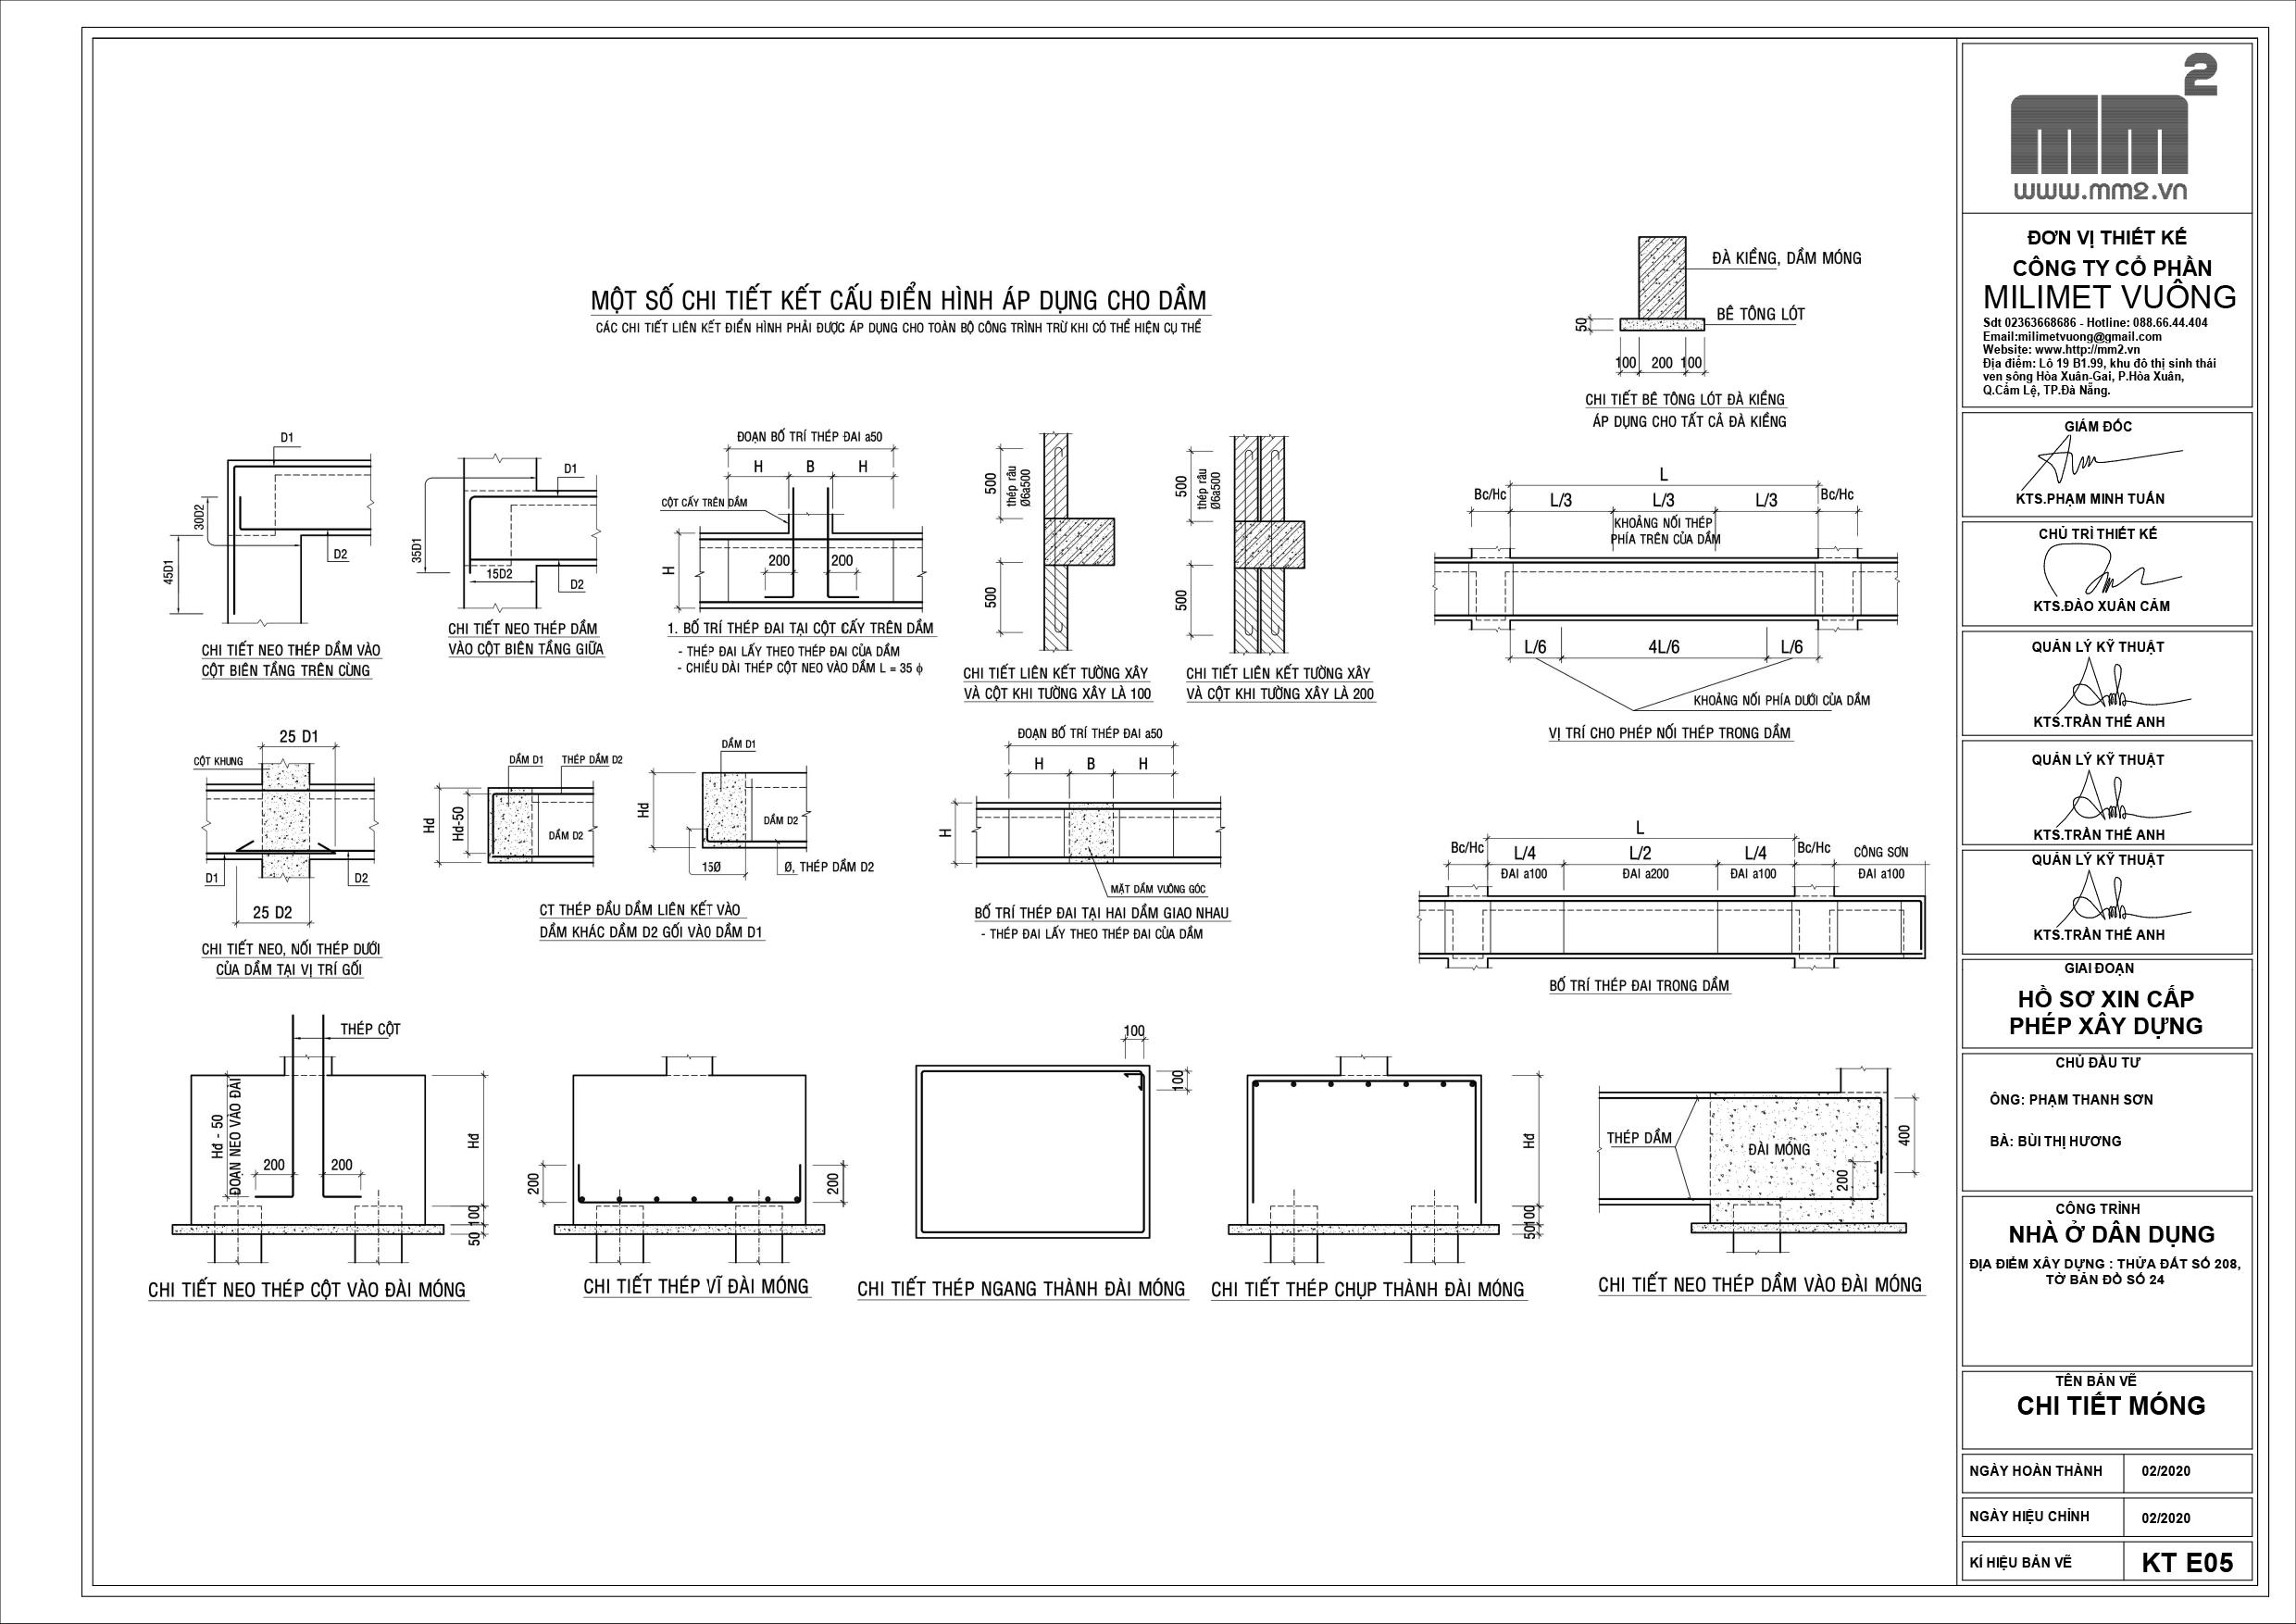 MỘT SỐ CHI TIẾT KẾT CẤU ĐIỂN HÌNH ÁP DỤNG CHO DẦM
CÁC CHI TIẾT LIÊN KẾT ĐIỂN HÌNH PHẢI ĐƯỢC ÁP DỤNG CHO TOÀN BỘ CÔNG TRÌNH TRỪ KHI CÓ THỂ HIỆN CỤ THỂ
ĐÀ KIỀNG, DẦM MÓNG
BÊ TÔNG LÓT
50
100 200 100
CHI TIẾT BÊ TÔNG LÓT ĐÀ KIỀNG
ÁP DỤNG CHO TẤT CẢ ĐÀ KIỀNG
D1
30D2
45D1
D2
CHI TIẾT NEO THÉP DẦM VÀO
CỘT BIÊN TẦNG TRÊN CÙNG
D1
35D1
15D2
D2
CHI TIẾT NEO THÉP DẦM
VÀO CỘT BIÊN TẦNG GIỮA
ĐOẠN BỐ TRÍ THÉP ĐAI a50
H B H
CỘT CẤY TRÊN DẦM
H
200 200
1. BỐ TRÍ THÉP ĐAI TẠI CỘT CẤY TRÊN DẦM
- THÉP ĐAI LẤY THEO THÉP ĐAI CỦA DẦM
- CHIỀU DÀI THÉP CỘT NEO VÀO DẦM L = 35 ϕ
500
thép râu
Ø6a500
500
CHI TIẾT LIÊN KẾT TƯỜNG XÂY
VÀ CỘT KHI TƯỜNG XÂY LÀ 100
500
thép râu
Ø6a500
500
CHI TIẾT LIÊN KẾT TƯỜNG XÂY
VÀ CỘT KHI TƯỜNG XÂY LÀ 200
L
Bc/Hc L/3 L/3 L/3 Bc/Hc
KHOẢNG NỐI THÉP
PHÍA TRÊN CỦA DẦM
L/6 4L/6 L/6
KHOẢNG NỐI PHÍA DƯỚI CỦA DẦM
VỊ TRÍ CHO PHÉP NỐI THÉP TRONG DẦM
25 D1
CỘT KHUNG
D1 D2
25 D2
CHI TIẾT NEO, NỐI THÉP DƯỚI
CỦA DẦM TẠI VỊ TRÍ GỐI
DẦM D1 THÉP DẦM D2
Hd
Hd-50
DẦM D2
DẦM D1
Hd
DẦM D2
15Ø Ø, THÉP DẦM D2
CT THÉP ĐẦU DẦM LIÊN KẾT VÀO
DẦM KHÁC DẦM D2 GỐI VÀO DẦM D1
ĐOẠN BỐ TRÍ THÉP ĐAI a50
H B H
H
MẶT DẦM VUÔNG GÓC
BỐ TRÍ THÉP ĐAI TẠI HAI DẦM GIAO NHAU
- THÉP ĐAI LẤY THEO THÉP ĐAI CỦA DẦM
L
Bc/Hc L/4 L/2 L/4 Bc/Hc CÔNG SƠN
ĐAI a100 ĐAI a200 ĐAI a100 ĐAI a100
BỐ TRÍ THÉP ĐAI TRONG DẦM
THÉP CỘT
Hđ - 50
ĐOẠN NEO VÀO ĐÀI
200 200
Hđ
100
50
CHI TIẾT NEO THÉP CỘT VÀO ĐÀI MÓNG
200 200
CHI TIẾT THÉP VĨ ĐÀI MÓNG
100
100
CHI TIẾT THÉP NGANG THÀNH ĐÀI MÓNG
Hđ
100
50
CHI TIẾT THÉP CHỤP THÀNH ĐÀI MÓNG
THÉP DẦM
ĐÀI MÓNG
200
400
CHI TIẾT NEO THÉP DẦM VÀO ĐÀI MÓNG
mm2
www.mm2.vn
ĐƠN VỊ THIẾT KẾ
CÔNG TY CỔ PHẦN
MILIMET VUÔNG
Sdt 02363668686 - Hotline: 088.66.44.404
Email:milimetvuong@gmail.com
Website: www.http://mm2.vn
Địa điểm: Lô 19 B1.99, khu đô thị sinh thái
ven sông Hòa Xuân-Gai, P.Hòa Xuân,
Q.Cẩm Lệ, TP.Đà Nẵng.
GIÁM ĐỐC
KTS.PHẠM MINH TUẤN
CHỦ TRÌ THIẾT KẾ
KTS.ĐÀO XUÂN CẢM
QUẢN LÝ KỸ THUẬT
KTS.TRẦN THẾ ANH
QUẢN LÝ KỸ THUẬT
KTS.TRẦN THẾ ANH
QUẢN LÝ KỸ THUẬT
KTS.TRẦN THẾ ANH
GIAI ĐOẠN
HỒ SƠ XIN CẤP
PHÉP XÂY DỰNG
CHỦ ĐẦU TƯ
ÔNG: PHẠM THANH SƠN
BÀ: BÙI THỊ HƯƠNG
CÔNG TRÌNH
NHÀ Ở DÂN DỤNG
ĐỊA ĐIỂM XÂY DỰNG : THỬA ĐẤT SỐ 208,
TỜ BẢN ĐỒ SỐ 24
TÊN BẢN VẼ
CHI TIẾT MÓNG
NGÀY HOÀN THÀNH 02/2020
NGÀY HIỆU CHỈNH 02/2020
KÍ HIỆU BẢN VẼ KT E05